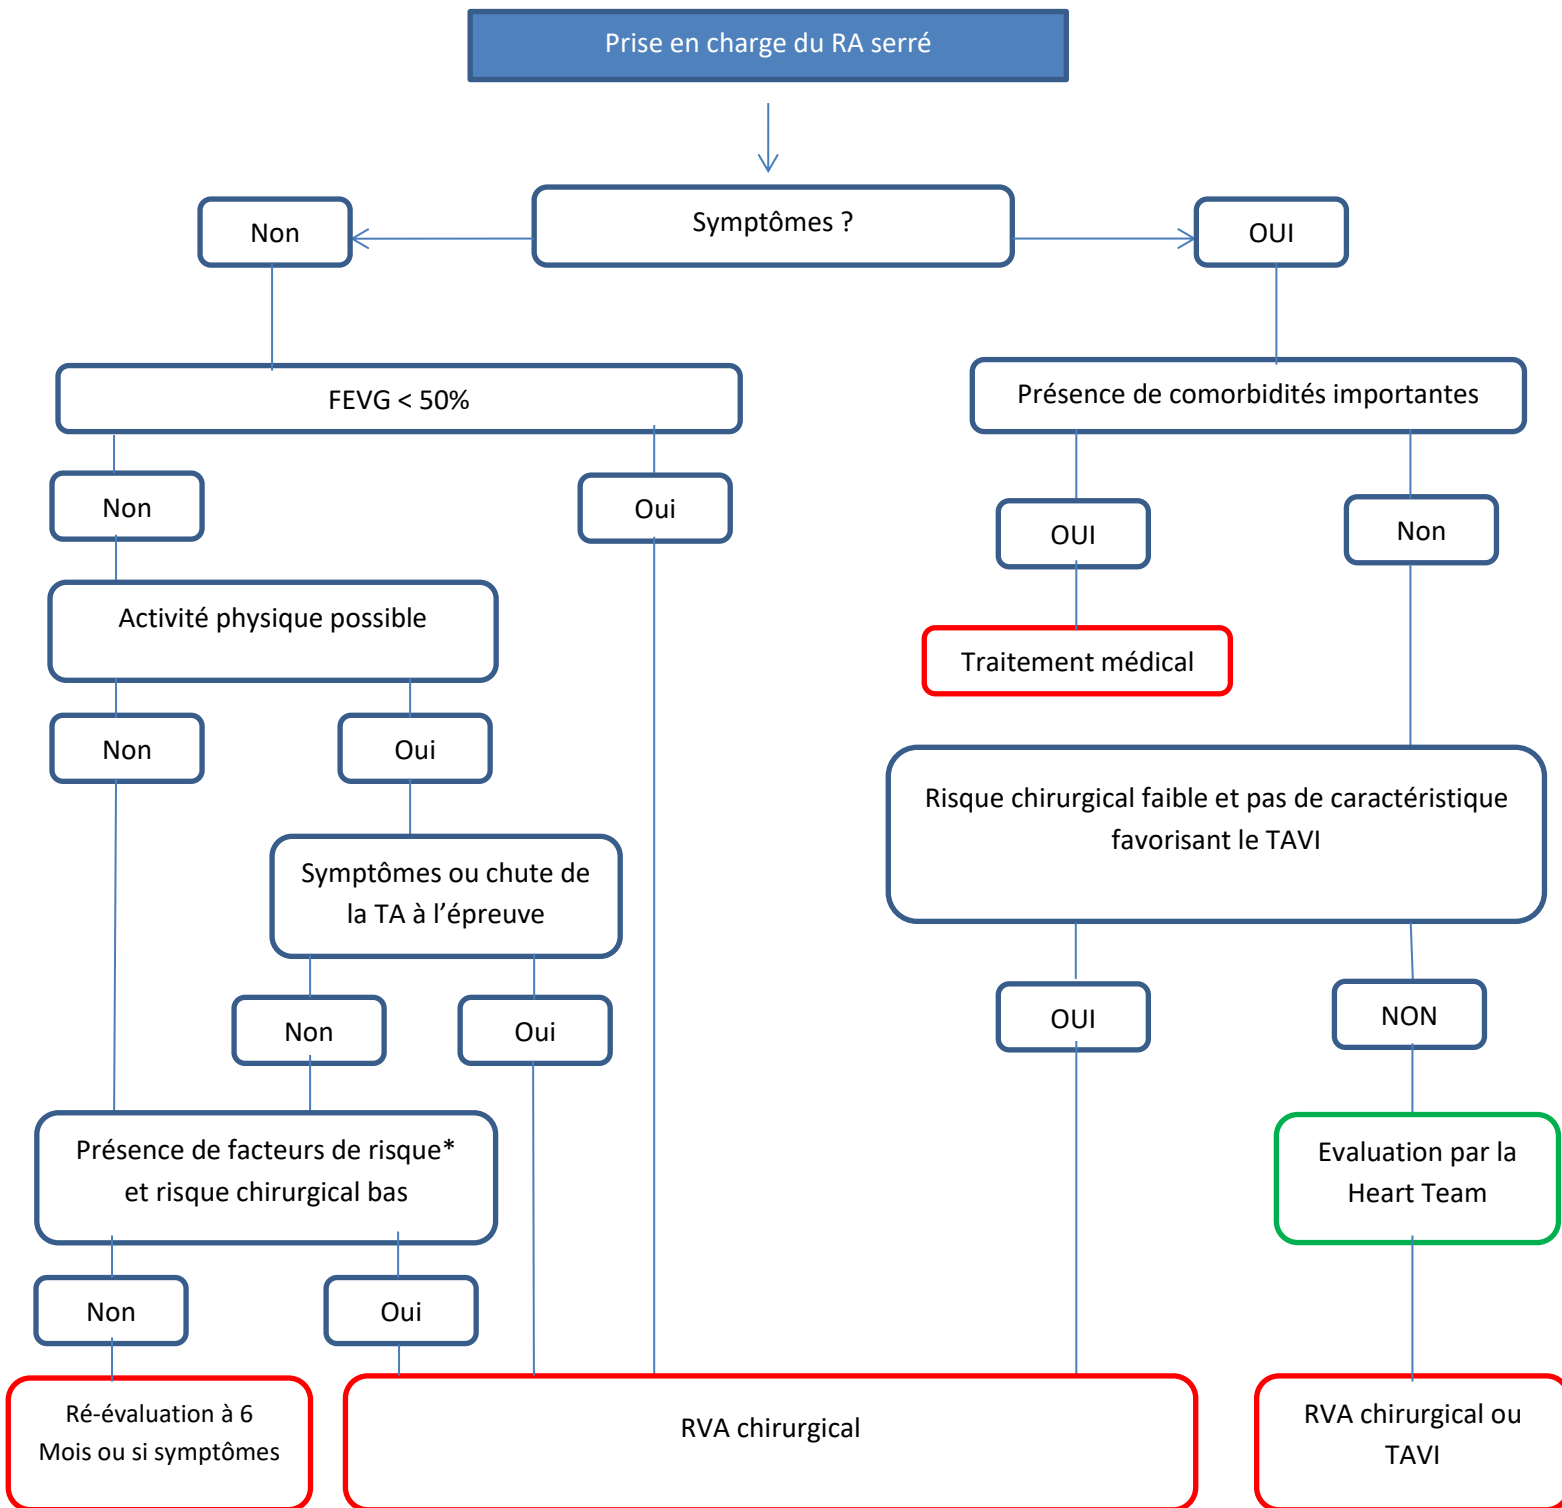 Prise en charge du RA serré
Symptômes ?
Non
OUI
FEVG < 50%
Présence de comorbidités importantes
Non
Oui
OUI
Non
Activité physique possible
Traitement médical
Non
Oui
Risque chirurgical faible et pas de caractéristique
favorisant le TAVI
Symptômes ou chute de
la TA à l’épreuve
Non
Oui
OUI
NON
Présence de facteurs de risque*
et risque chirurgical bas
Evaluation par la
Heart Team
Non
Oui
Ré-évaluation à 6
Mois ou si symptômes
RVA chirurgical
RVA chirurgical ou
TAVI